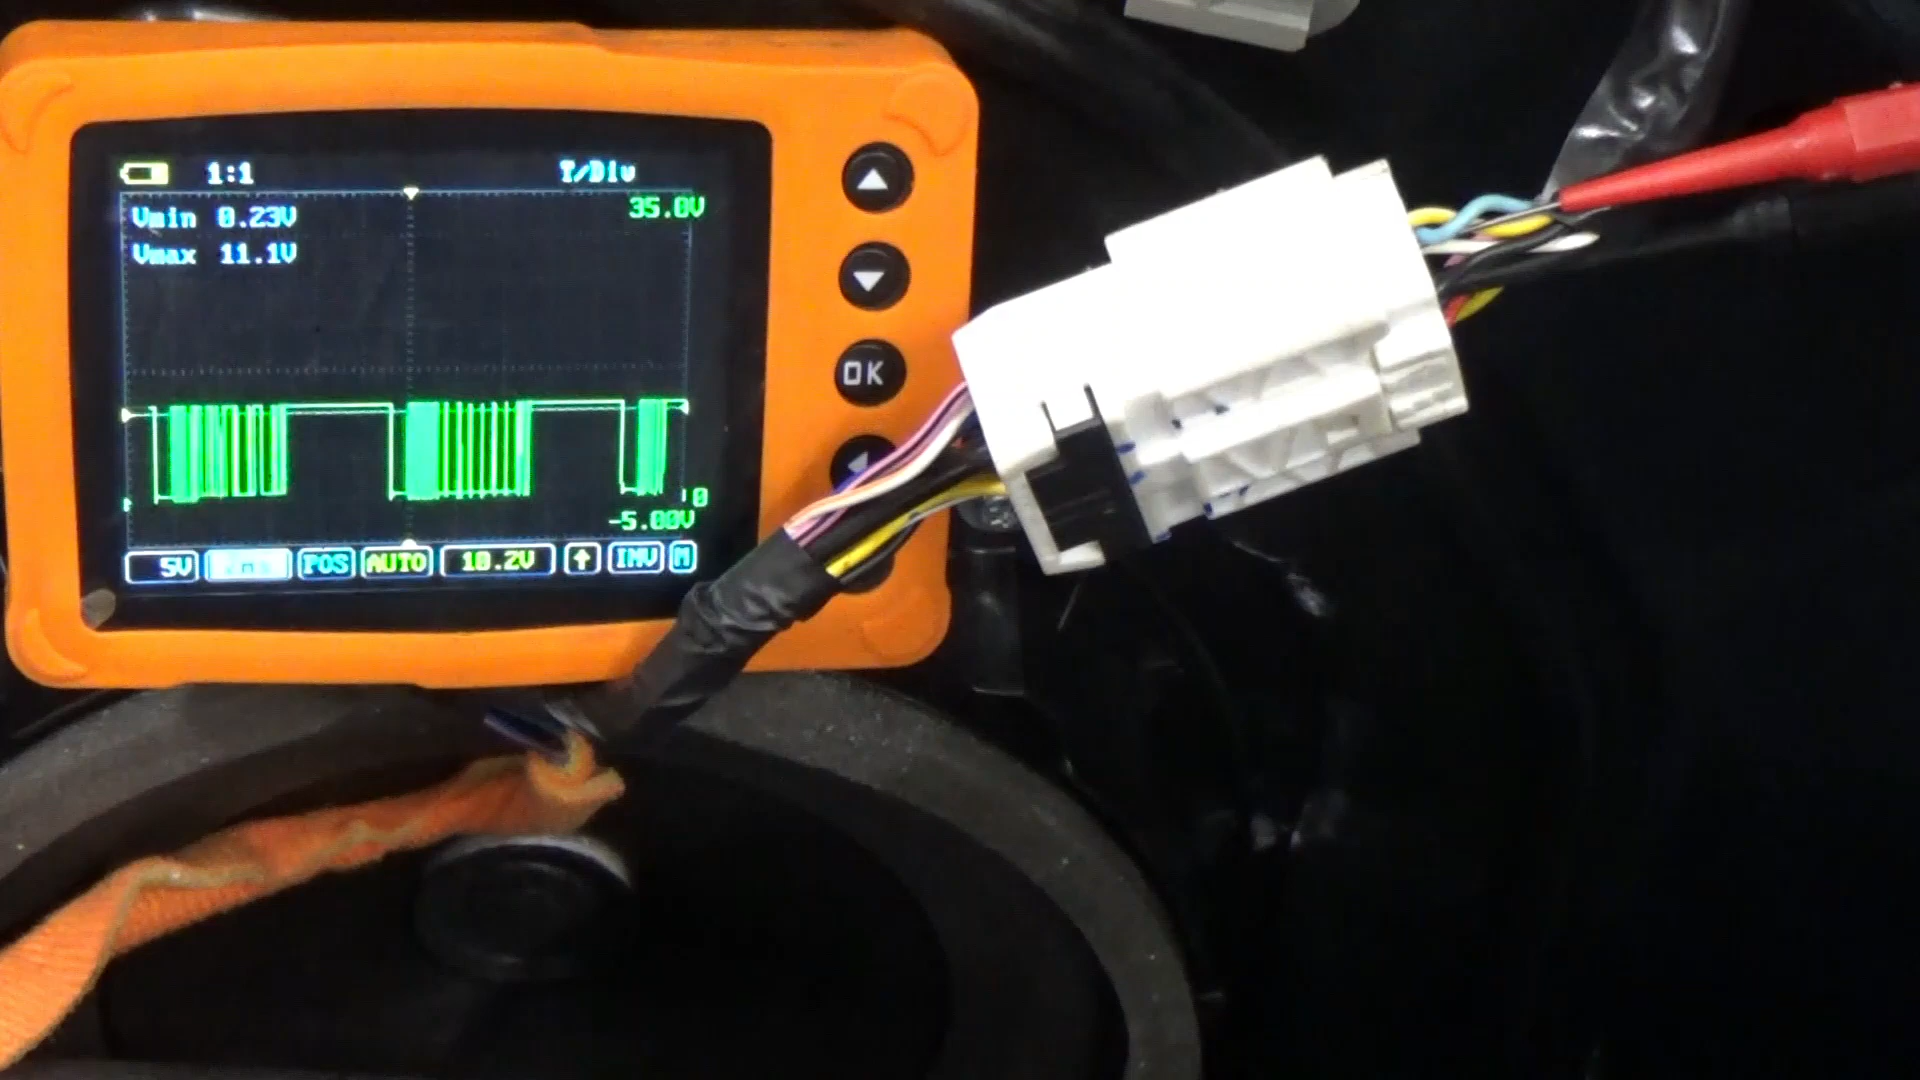 1:1 T/Div
Vmin 0.23V 35.0V
Vmax 11.1V
0
-5.00V
5V POS AUTO 10.2V INV M
OK